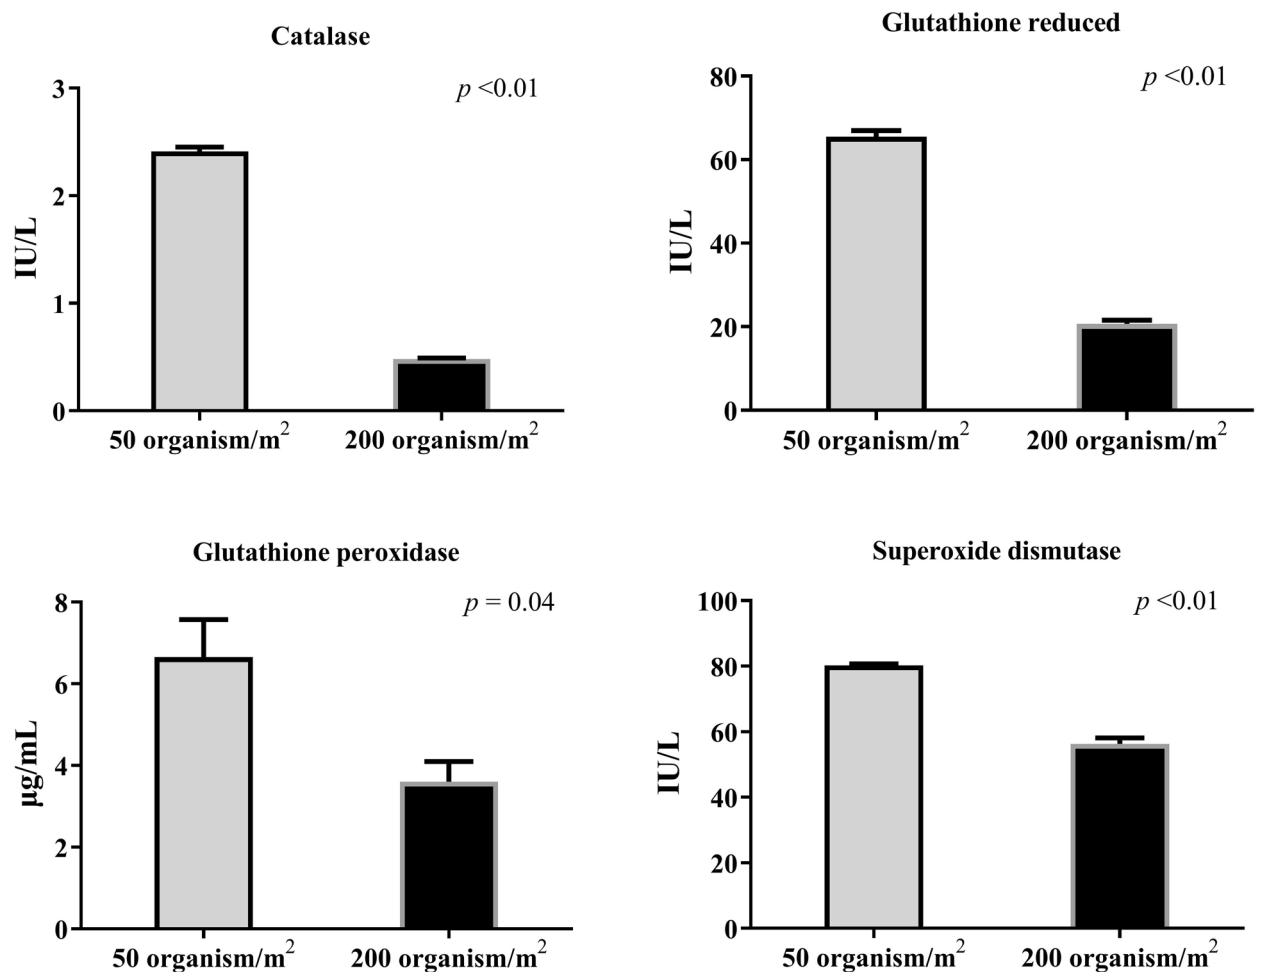 Catalase
p <0.01
3
2
1
0
IU/L
50 organism/m²
200 organism/m²
Glutathione reduced
p <0.01
80
60
40
20
0
IU/L
50 organism/m²
200 organism/m²
Glutathione peroxidase
p = 0.04
8
6
4
2
0
µg/mL
50 organism/m²
200 organism/m²
Superoxide dismutase
p <0.01
100
80
60
40
20
0
IU/L
50 organism/m²
200 organism/m²